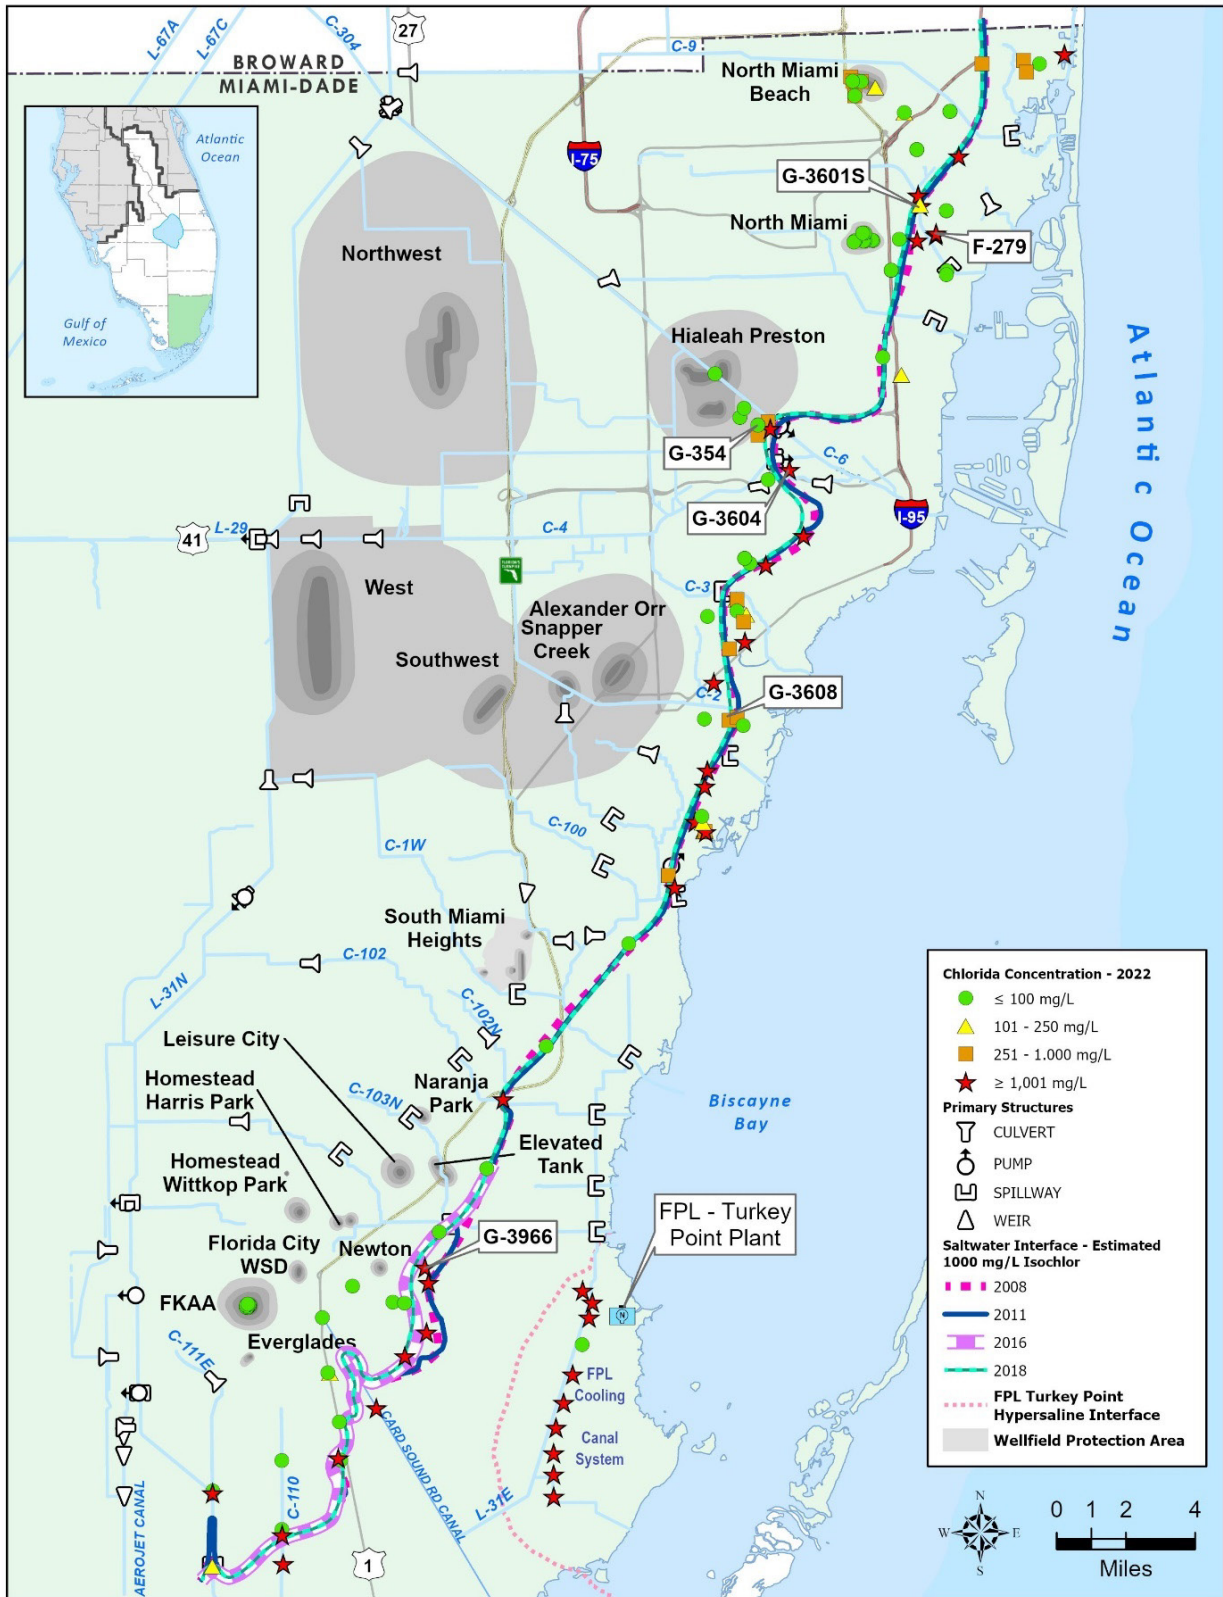 L-67A
L-67C
C-304
27
C-9
BROWARD
MIAMI-DADE
North Miami
Beach
Atlantic
Ocean
Gulf of
Mexico
I-75
G-3601S
North Miami
F-279
Northwest
Hialeah Preston
G-354
C-6
G-3604
I-95
41
L-29
C-4
C-3
West
Alexander Orr
Snapper
Creek
Southwest
C-2
G-3608
Atlantic Ocean
C-1W
C-100
South Miami
Heights
C-102
L-31N
C-102N
Leisure City
Homestead
Harris Park
Naranja
Park
C-103N
Biscayne
Bay
Elevated
Tank
Homestead
Wittkop Park
FPL - Turkey
Point Plant
G-3966
Florida City
WSD
Newton
FKAA
Everglades
C-111E
FPL
Cooling
Canal
System
CARD SOUND RD CANAL
L-31E
C-110
AEROJET CANAL
1
Chlorida Concentration - 2022
≤ 100 mg/L
101 - 250 mg/L
251 - 1.000 mg/L
≥ 1,001 mg/L
Primary Structures
CULVERT
PUMP
SPILLWAY
WEIR
Saltwater Interface - Estimated
1000 mg/L Isochlor
2008
2011
2016
2018
FPL Turkey Point
Hypersaline Interface
Wellfield Protection Area
N
W
E
S
0 1 2 4
Miles